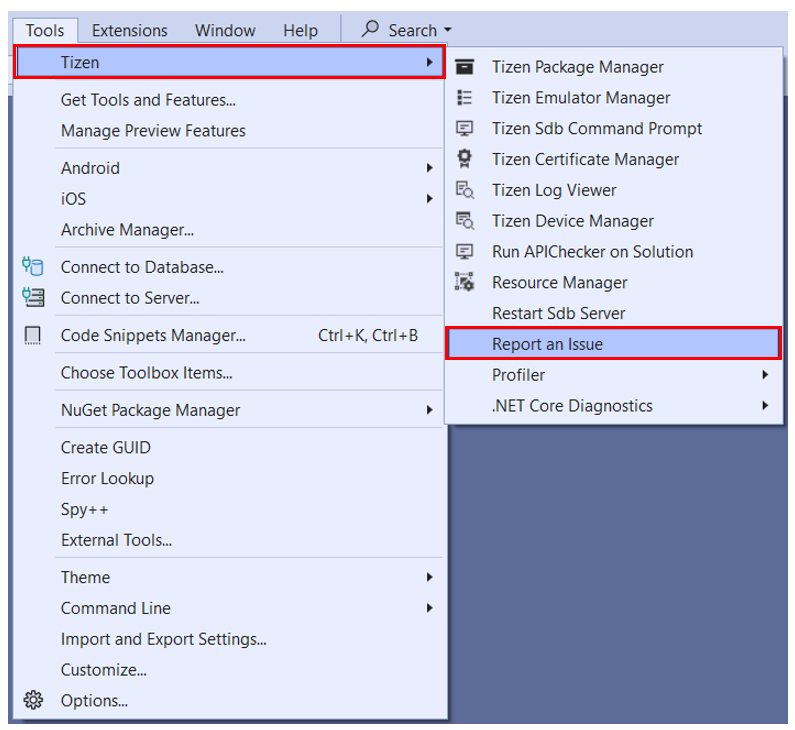 Tools Extensions Window Help Search
Tizen
Get Tools and Features...
Manage Preview Features
Android
iOS
Archive Manager...
Connect to Database...
Connect to Server...
Code Snippets Manager... Ctrl+K, Ctrl+B
Choose Toolbox Items...
NuGet Package Manager
Create GUID
Error Lookup
Spy++
External Tools...
Theme
Command Line
Import and Export Settings...
Customize...
Options...
Tizen Package Manager
Tizen Emulator Manager
Tizen Sdb Command Prompt
Tizen Certificate Manager
Tizen Log Viewer
Tizen Device Manager
Run APIChecker on Solution
Resource Manager
Restart Sdb Server
Report an Issue
Profiler
.NET Core Diagnostics